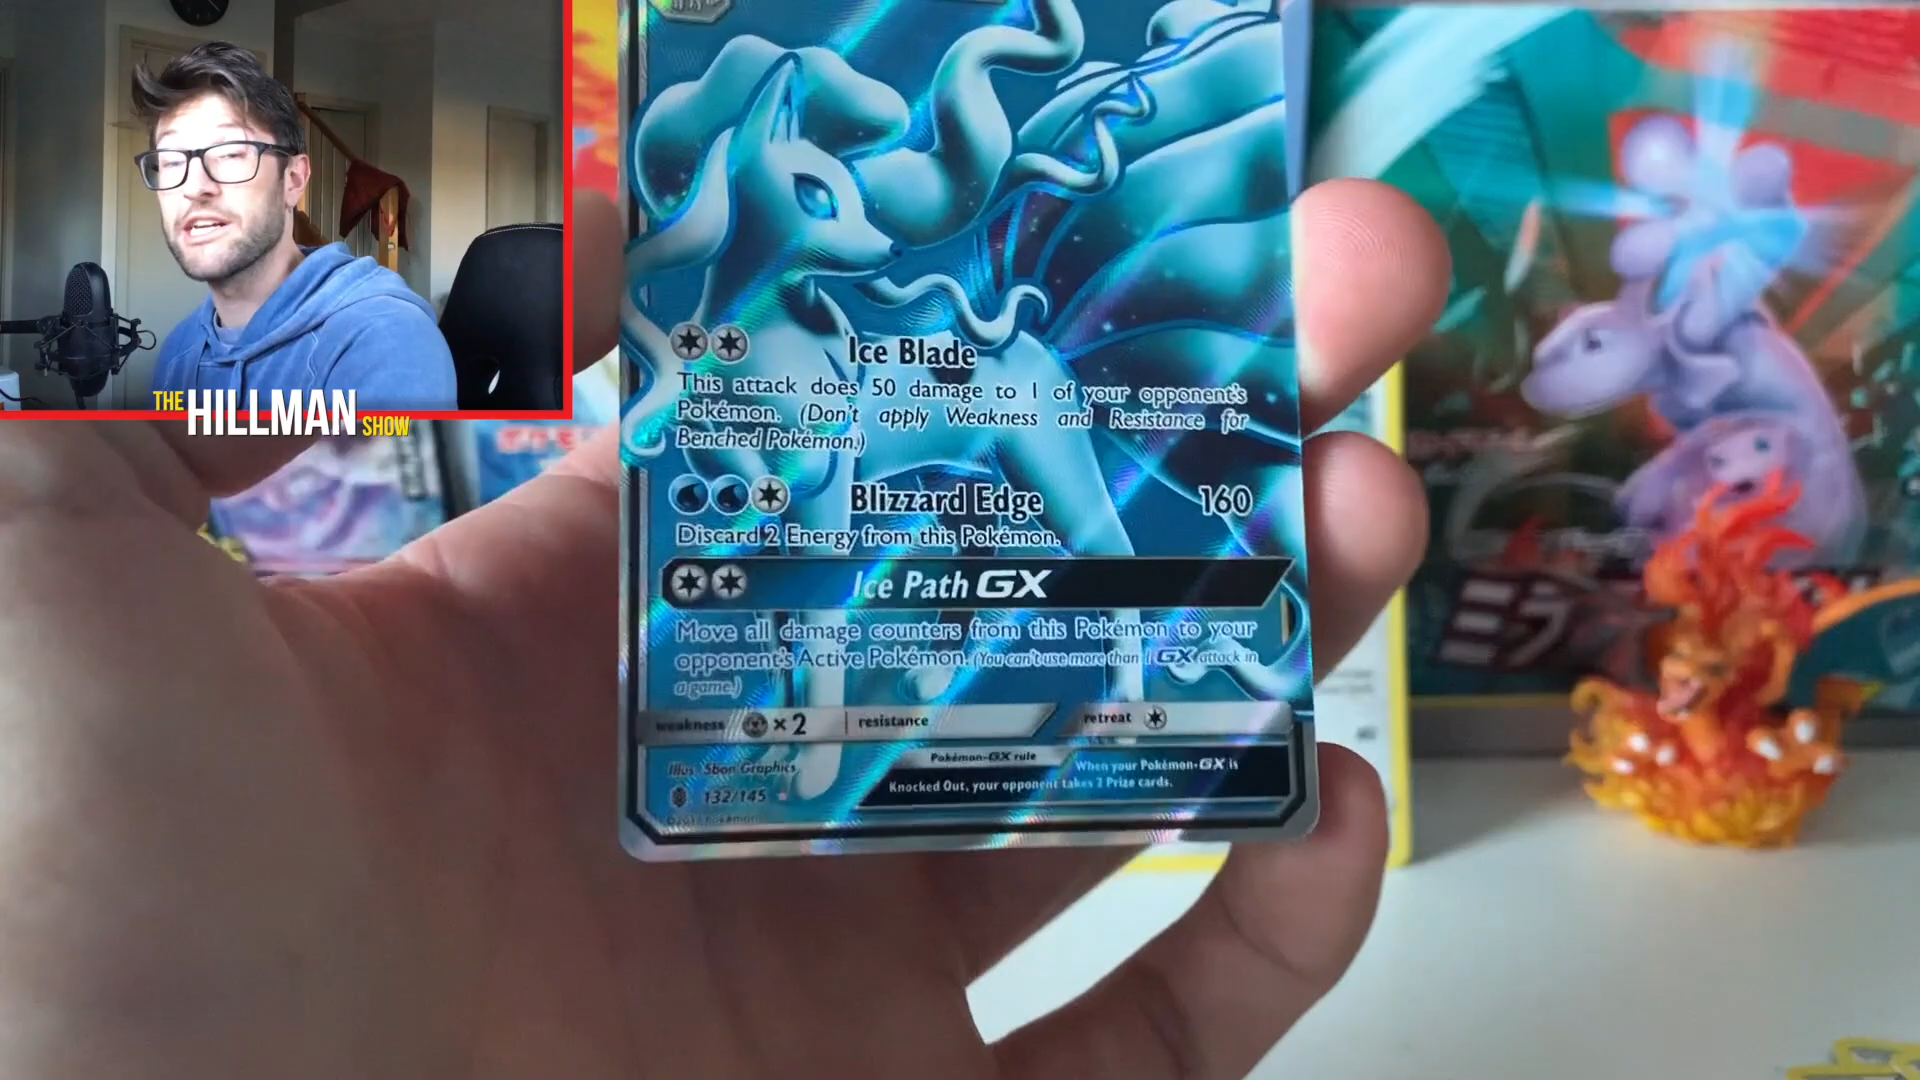 THE HILLMAN SHOW
Ice Blade
This attack does 50 damage to 1 of your opponent's
Pokémon. (Don't apply Weakness and Resistance for
Benched Pokémon.)
Blizzard Edge 160
Discard 2 Energy from this Pokémon.
Ice Path GX
Move all damage counters from this Pokémon to your
opponent's Active Pokémon. (You can't use more than 1 GX attack in
a game.)
weakness ×2 resistance retreat
Illus. 5ban Graphics
Pokémon-GX rule When your Pokémon-GX is
Knocked Out, your opponent takes 2 Prize cards.
132/145
©2017 Pokémon
ミラ